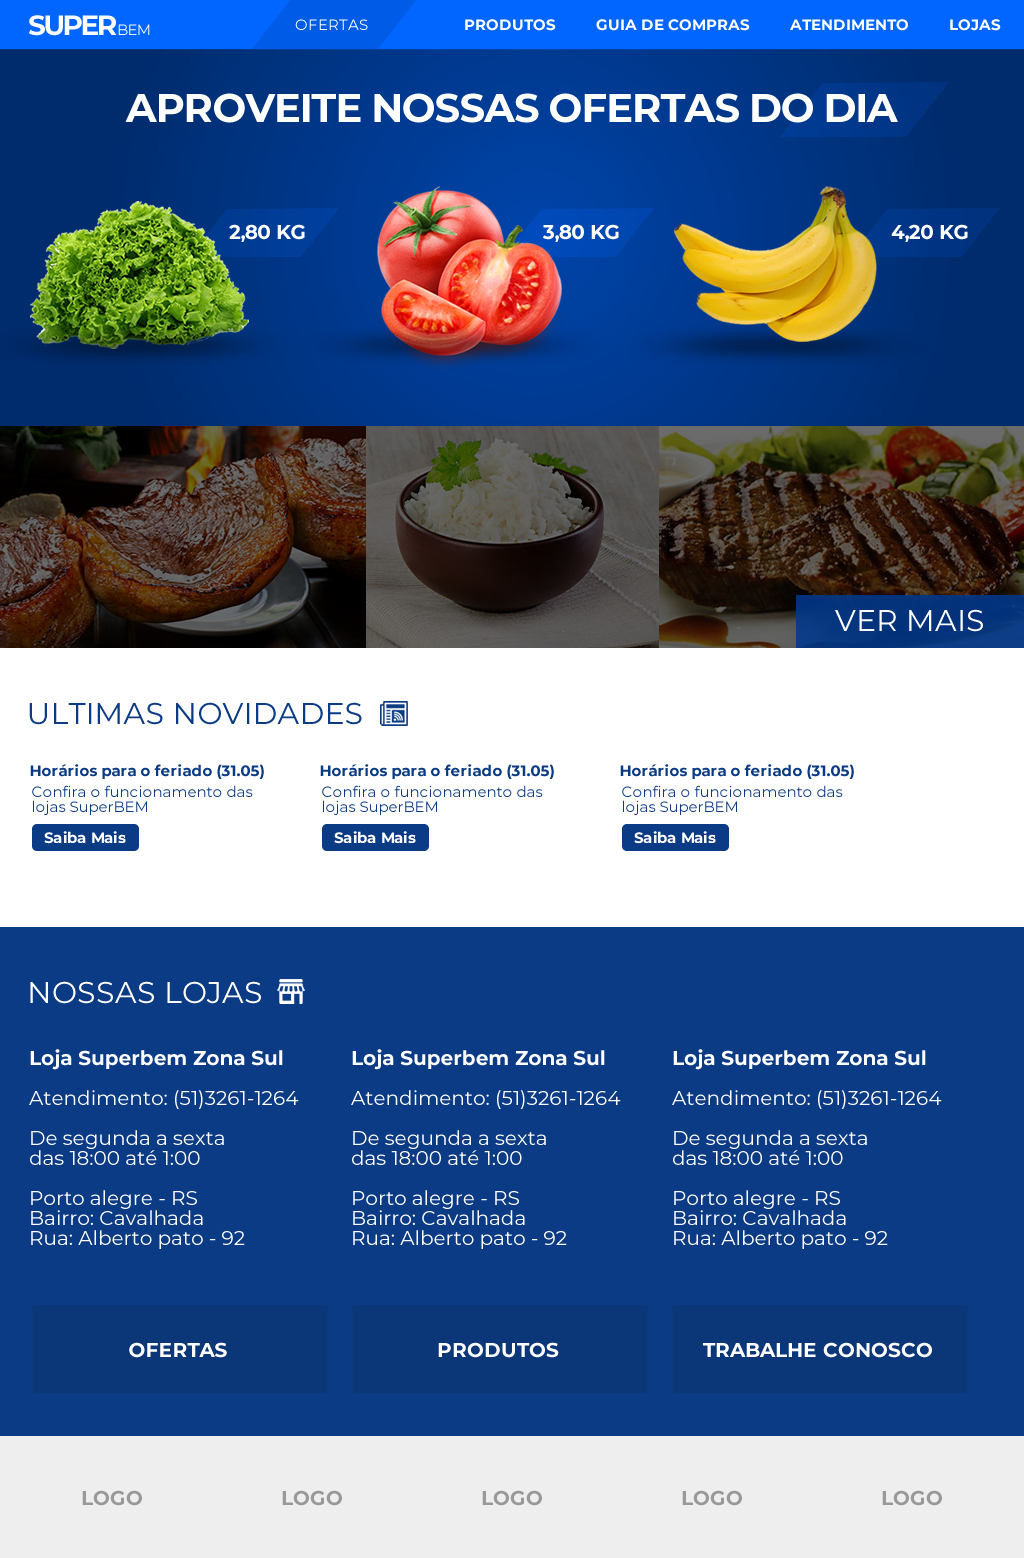 SUPERBEM
OFERTAS
PRODUTOS
GUIA DE COMPRAS
ATENDIMENTO
LOJAS
APROVEITE NOSSAS OFERTAS DO DIA
2,80 KG
3,80 KG
4,20 KG
VER MAIS
ULTIMAS NOVIDADES
Horários para o feriado (31.05)
Confira o funcionamento das
lojas SuperBEM
Saiba Mais
Horários para o feriado (31.05)
Confira o funcionamento das
lojas SuperBEM
Saiba Mais
Horários para o feriado (31.05)
Confira o funcionamento das
lojas SuperBEM
Saiba Mais
NOSSAS LOJAS
Loja Superbem Zona Sul
Atendimento: (51)3261-1264
De segunda a sexta
das 18:00 até 1:00
Porto alegre - RS
Bairro: Cavalhada
Rua: Alberto pato - 92
Loja Superbem Zona Sul
Atendimento: (51)3261-1264
De segunda a sexta
das 18:00 até 1:00
Porto alegre - RS
Bairro: Cavalhada
Rua: Alberto pato - 92
Loja Superbem Zona Sul
Atendimento: (51)3261-1264
De segunda a sexta
das 18:00 até 1:00
Porto alegre - RS
Bairro: Cavalhada
Rua: Alberto pato - 92
OFERTAS
PRODUTOS
TRABALHE CONOSCO
LOGO
LOGO
LOGO
LOGO
LOGO